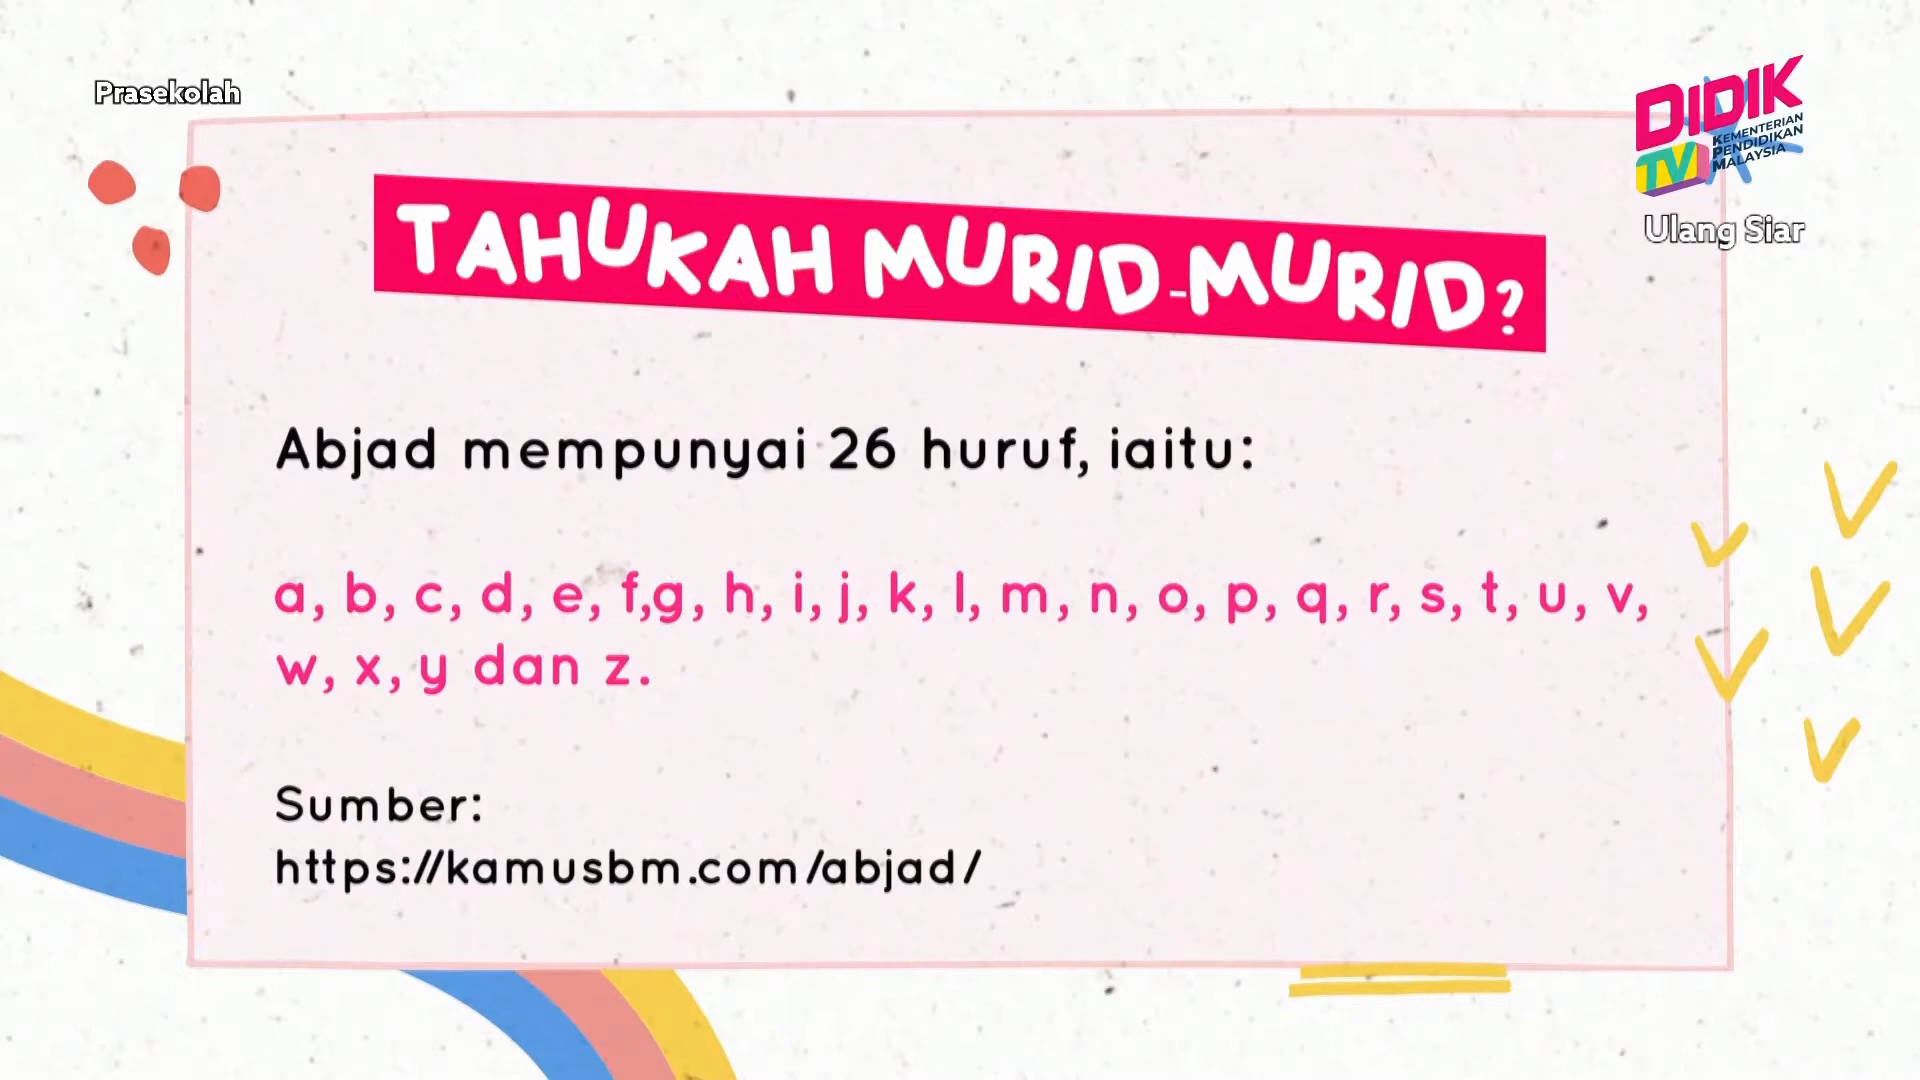 Prasekolah
DIDIK
TV
KEMENTERIAN
PENDIDIKAN
MALAYSIA
Ulang Siar
TAHUKAH MURID-MURID?
Abjad mempunyai 26 huruf, iaitu:
a, b, c, d, e, f,g, h, i, j, k, l, m, n, o, p, q, r, s, t, u, v,
w, x, y dan z.
Sumber:
https://kamusbm.com/abjad/